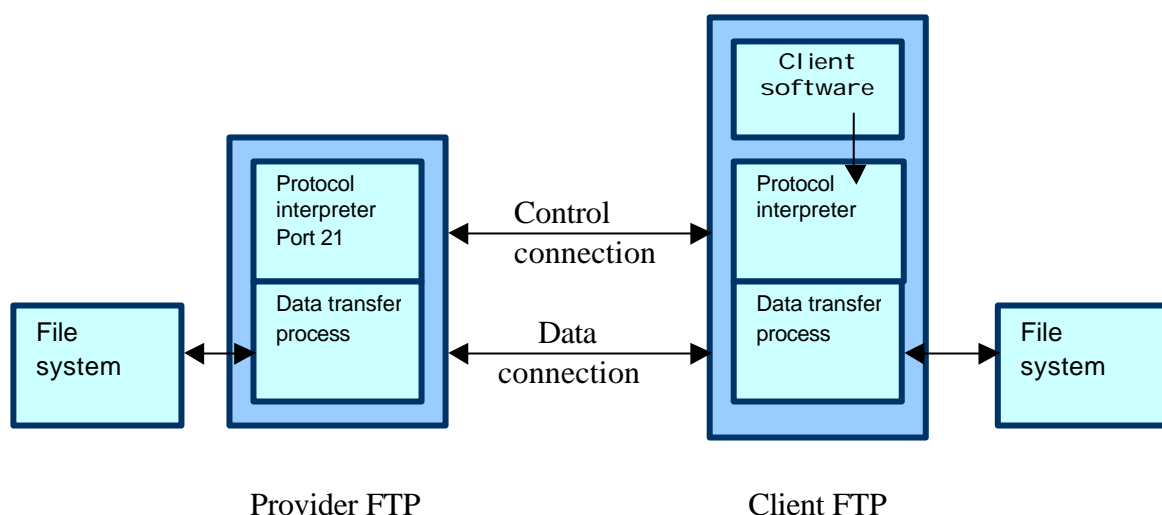 Client
software
Protocol
interpreter
Port 21
Control
connection
Protocol
interpreter
File
system
Data transfer
process
Data
connection
Data transfer
process
File
system
Provider FTP
Client FTP